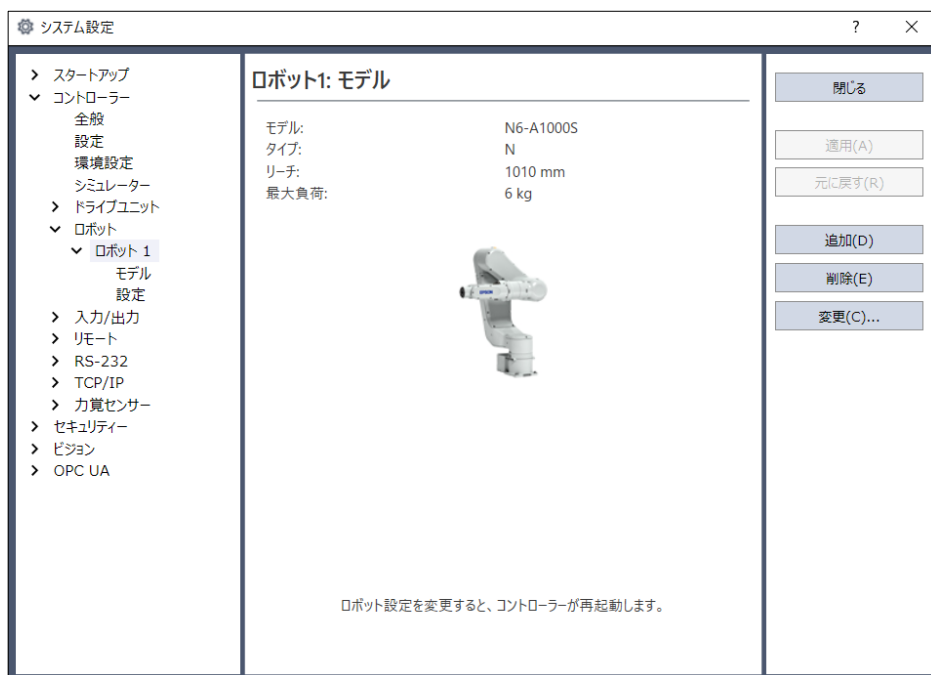 システム設定
? ×
スタートアップ
コントローラー
全般
設定
環境設定
シミュレーター
ドライブユニット
ロボット
ロボット 1
モデル
設定
入力/出力
リモート
RS-232
TCP/IP
力覚センサー
セキュリティー
ビジョン
OPC UA
ロボット1: モデル
モデル: N6-A1000S
タイプ: N
リーチ: 1010 mm
最大負荷: 6 kg
EPSON
ロボット設定を変更すると、コントローラーが再起動します。
閉じる
適用(A)
元に戻す(R)
追加(D)
削除(E)
変更(C)...